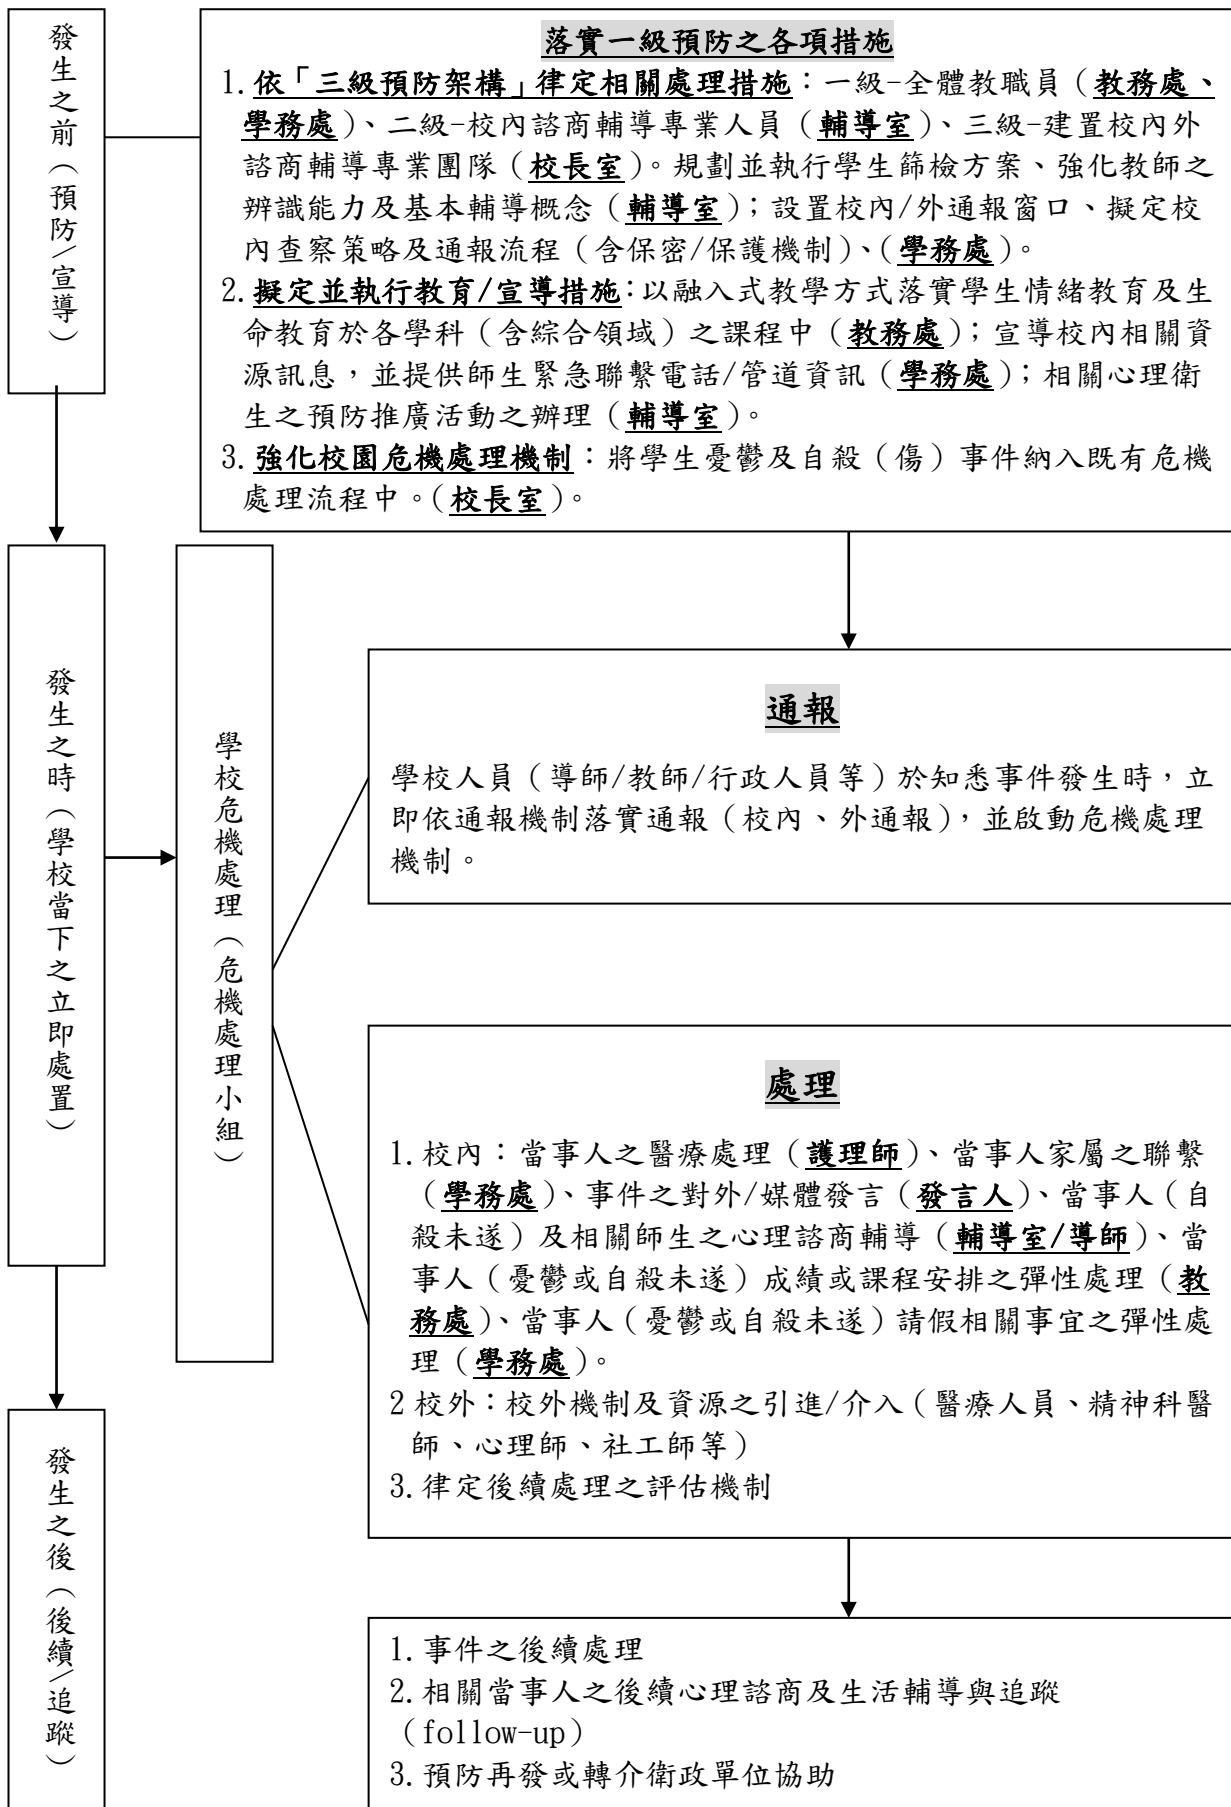 發生之前（預防/宣導）
落實一級預防之各項措施
1.依「三級預防架構」律定相關處理措施：一級-全體教職員（教務處、
學務處）、二級-校內諮商輔導專業人員（輔導室）、三級-建置校內外
諮商輔導專業團隊（校長室）。規劃並執行學生篩檢方案、強化教師之
辨識能力及基本輔導概念（輔導室）；設置校內/外通報窗口、擬定校
內查察策略及通報流程（含保密/保護機制）、（學務處）。
2.擬定並執行教育/宣導措施：以融入式教學方式落實學生情緒教育及生
命教育於各學科（含綜合領域）之課程中（教務處）；宣導校內相關資
源訊息，並提供師生緊急聯繫電話/管道資訊（學務處）；相關心理衛
生之預防推廣活動之辦理（輔導室）。
3.強化校園危機處理機制：將學生憂鬱及自殺（傷）事件納入既有危機
處理流程中。（校長室）。
發生之時（學校當下之立即處置）
學校危機處理（危機處理小組）
通報
學校人員（導師/教師/行政人員等）於知悉事件發生時，立
即依通報機制落實通報（校內、外通報），並啟動危機處理
機制。
處理
1.校內：當事人之醫療處理（護理師）、當事人家屬之聯繫
（學務處）、事件之對外/媒體發言（發言人）、當事人（自
殺未遂）及相關師生之心理諮商輔導（輔導室/導師）、當
事人（憂鬱或自殺未遂）成績或課程安排之彈性處理（教
務處）、當事人（憂鬱或自殺未遂）請假相關事宜之彈性處
理（學務處）。
2 校外：校外機制及資源之引進/介入（醫療人員、精神科醫
師、心理師、社工師等）
3.律定後續處理之評估機制
發生之後（後續/追蹤）
1.事件之後續處理
2.相關當事人之後續心理諮商及生活輔導與追蹤
（follow-up）
3.預防再發或轉介衛政單位協助